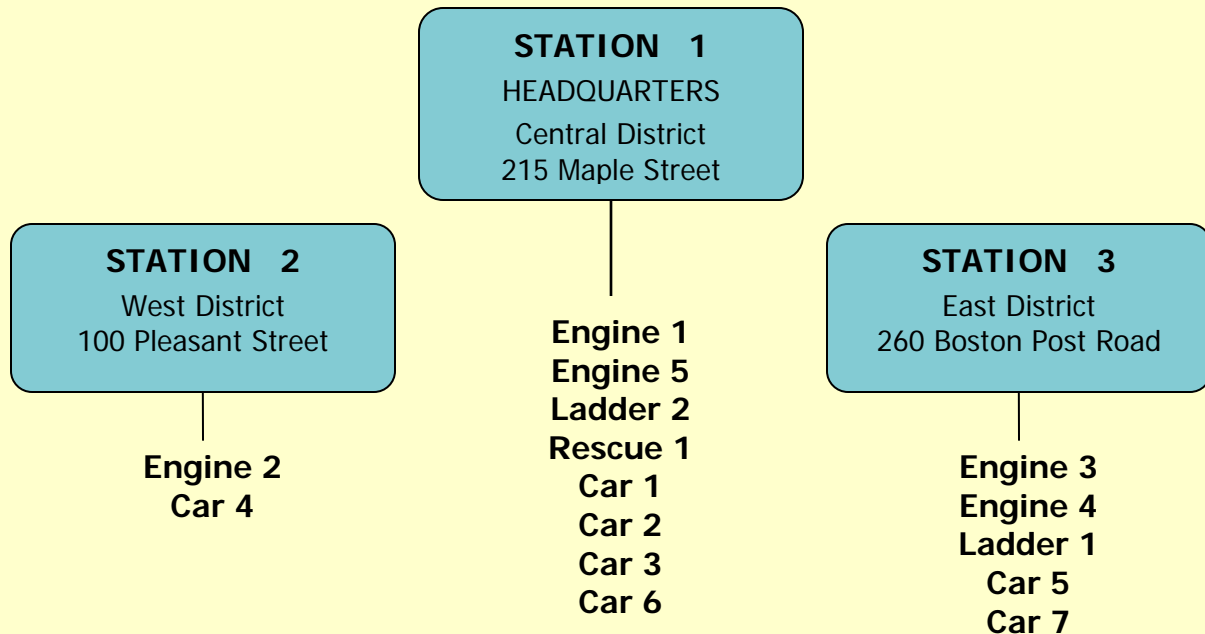 STATION 1
HEADQUARTERS
Central District
215 Maple Street
Engine 1
Engine 5
Ladder 2
Rescue 1
Car 1
Car 2
Car 3
Car 6
STATION 2
West District
100 Pleasant Street
Engine 2
Car 4
STATION 3
East District
260 Boston Post Road
Engine 3
Engine 4
Ladder 1
Car 5
Car 7